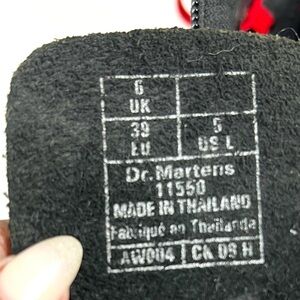 6
UK
39 5
EU US L
Dr. Martens
11550
MADE IN THAILAND
Fabriqué en Thaïlande
AW004 CK 09 H